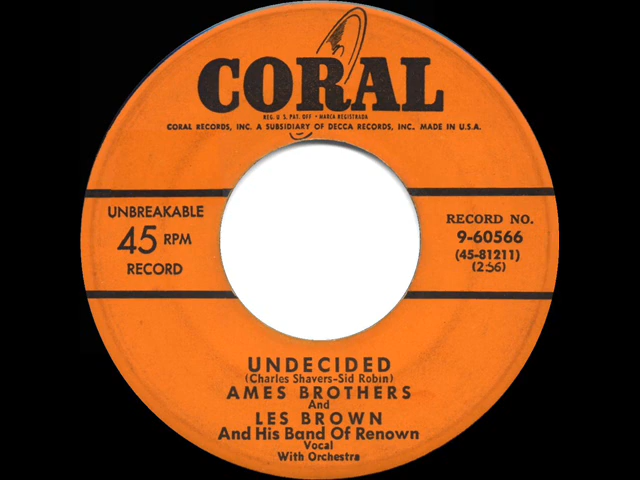 CORAL
REG. U.S. PAT. OFF. • MARCA REGISTRADA
CORAL RECORDS, INC. A SUBSIDIARY OF DECCA RECORDS, INC. MADE IN U.S.A.
UNBREAKABLE
45 RPM
RECORD
RECORD NO.
9-60566
(45-81211)
(2:56)
UNDECIDED
(Charles Shavers-Sid Robin)
AMES BROTHERS
And
LES BROWN
And His Band Of Renown
Vocal
With Orchestra